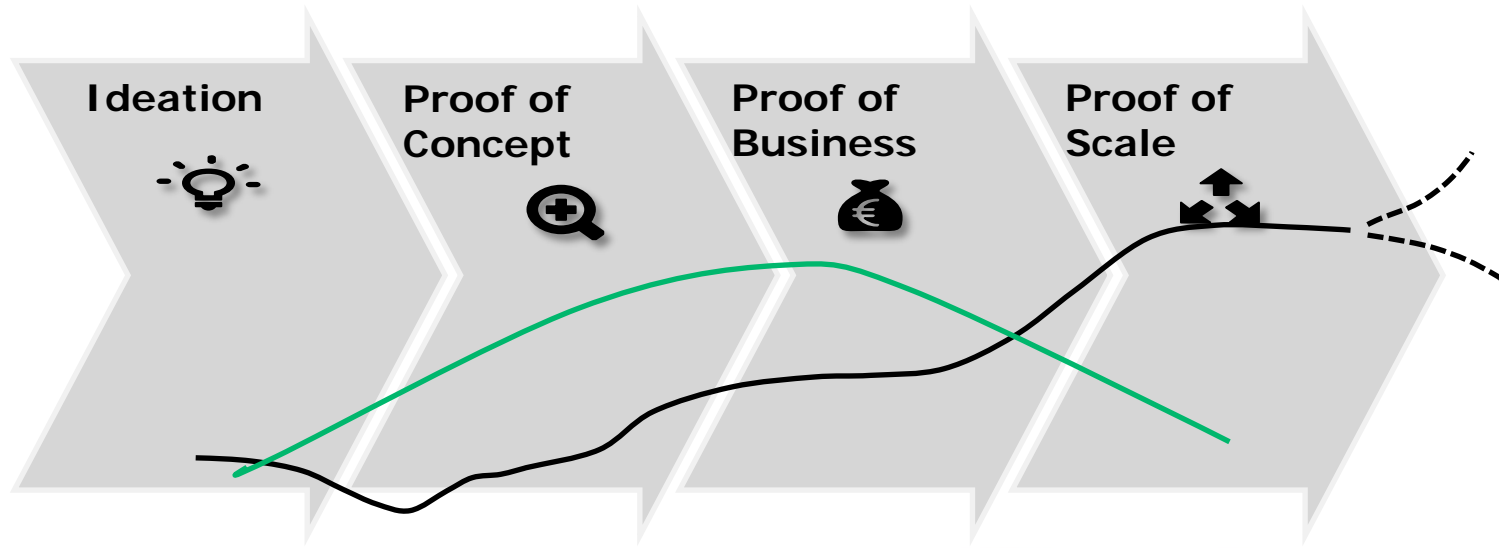 Ideation
Proof of
Concept
Proof of
Business
Proof of
Scale
€